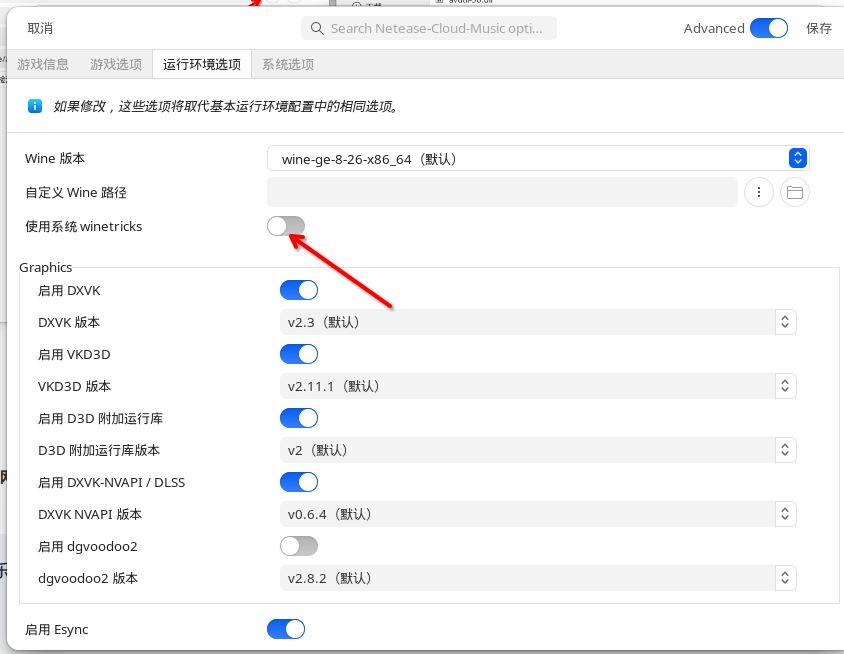 取消
Search Netease-Cloud-Music opti...
Advanced
保存
游戏信息
游戏选项
运行环境选项
系统选项
如果修改，这些选项将取代基本运行环境配置中的相同选项。
Wine 版本
wine-ge-8-26-x86_64（默认）
自定义 Wine 路径
使用系统 winetricks
Graphics
启用 DXVK
DXVK 版本
v2.3（默认）
启用 VKD3D
VKD3D 版本
v2.11.1（默认）
启用 D3D 附加运行库
D3D 附加运行库版本
v2（默认）
启用 DXVK-NVAPI / DLSS
DXVK NVAPI 版本
v0.6.4（默认）
启用 dgvoodoo2
dgvoodoo2 版本
v2.8.2（默认）
启用 Esync